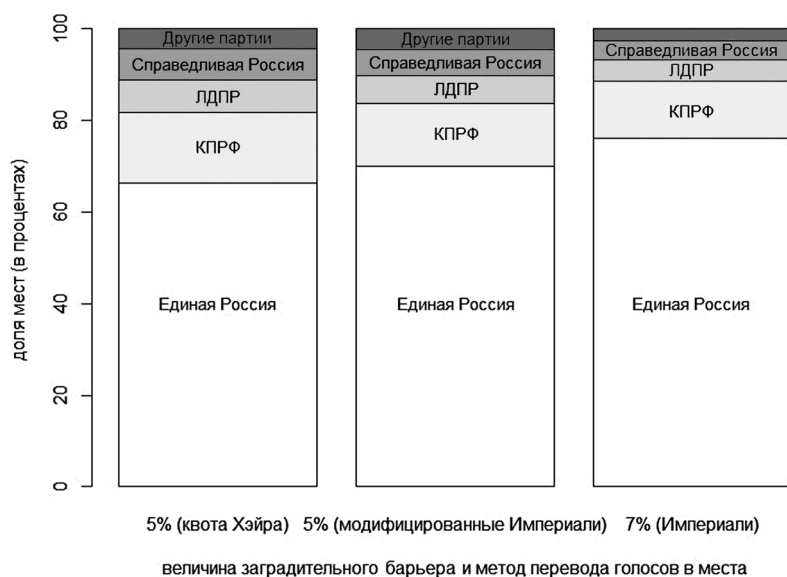 доля мест (в процентах)
100
80
60
40
20
0
Другие партии
Справедливая Россия
ЛДПР
КПРФ
Единая Россия
Другие партии
Справедливая Россия
ЛДПР
КПРФ
Единая Россия
Справедливая Россия
ЛДПР
КПРФ
Единая Россия
5% (квота Хэйра) 5% (модифицированные Империали) 7% (Империали)
величина заградительного барьера и метод перевода голосов в места